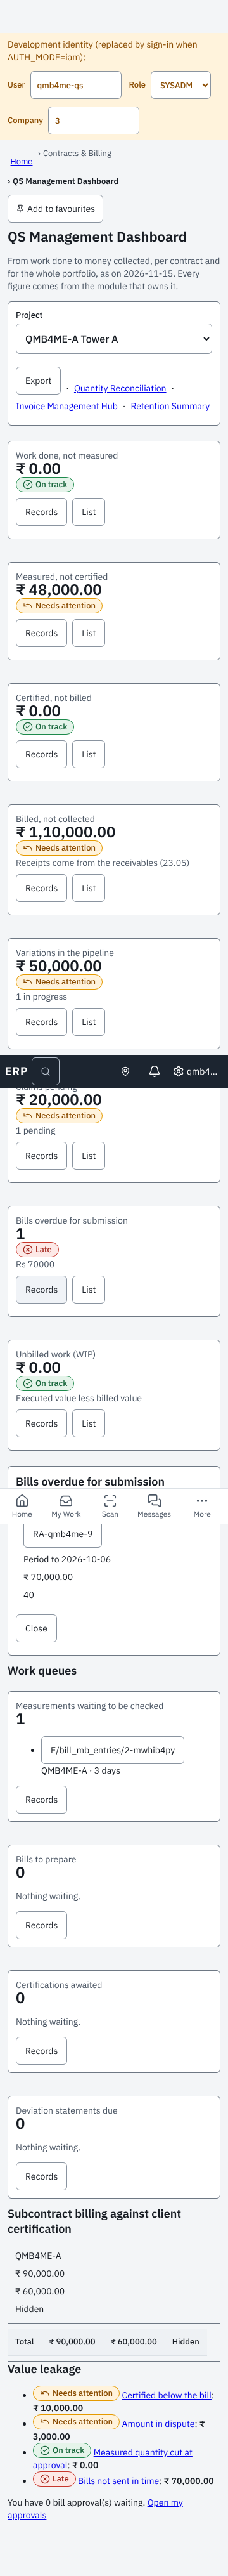 Development identity (replaced by sign-in when
AUTH_MODE=iam):
User qmb4me-qs Role SYSADM
Company 3
Home › Contracts & Billing
› QS Management Dashboard
Add to favourites
QS Management Dashboard
From work done to money collected, per contract and
for the whole portfolio, as on 2026-11-15. Every
figure comes from the module that owns it.
Project
QMB4ME-A Tower A
Export · Quantity Reconciliation ·
Invoice Management Hub · Retention Summary
Work done, not measured
₹ 0.00
On track
Records List
Measured, not certified
₹ 48,000.00
Needs attention
Records List
Certified, not billed
₹ 0.00
On track
Records List
Billed, not collected
₹ 1,10,000.00
Needs attention
Receipts come from the receivables (23.05)
Records List
Variations in the pipeline
₹ 50,000.00
Needs attention
1 in progress
Records List
ERP qmb4...
Claims pending
₹ 20,000.00
Needs attention
1 pending
Records List
Bills overdue for submission
1
Late
Rs 70000
Records List
Unbilled work (WIP)
₹ 0.00
On track
Executed value less billed value
Records List
Bills overdue for submission
Home My Work Scan Messages More
RA-qmb4me-9
Period to 2026-10-06
₹ 70,000.00
40
Close
Work queues
Measurements waiting to be checked
1
• E/bill_mb_entries/2-mwhib4py
QMB4ME-A · 3 days
Records
Bills to prepare
0
Nothing waiting.
Records
Certifications awaited
0
Nothing waiting.
Records
Deviation statements due
0
Nothing waiting.
Records
Subcontract billing against client
certification
QMB4ME-A
₹ 90,000.00
₹ 60,000.00
Hidden
Total ₹ 90,000.00 ₹ 60,000.00 Hidden
Value leakage
• Needs attention Certified below the bill:
₹ 10,000.00
• Needs attention Amount in dispute: ₹
3,000.00
• On track Measured quantity cut at
approval: ₹ 0.00
• Late Bills not sent in time: ₹ 70,000.00
You have 0 bill approval(s) waiting. Open my
approvals